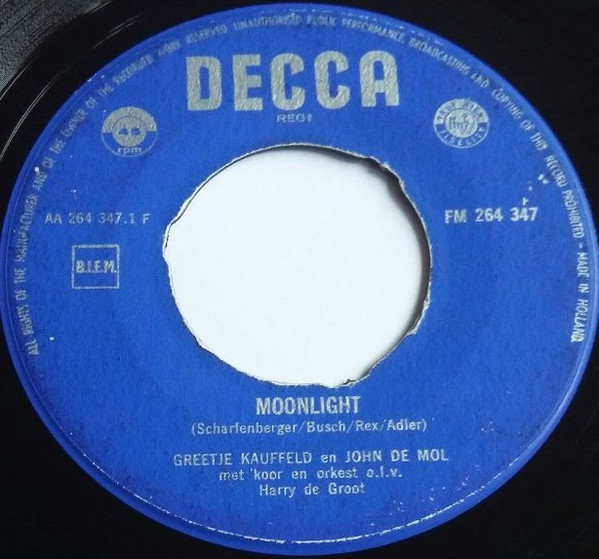 ALL RIGHTS OF THE MANUFACTURER AND OF THE OWNER OF THE RECORDED WORK RESERVED UNAUTHORISED PUBLIC PERFORMANCE BROADCASTING AND COPYING OF THIS RECORD PROHIBITED - MADE IN HOLLAND
DECCA
45
rpm
AA 264 347.1 F
FM 264 347
B.I.E.M.
MOONLIGHT
(Scharfenberger/Busch/Rex/Adler)
GREETJE KAUFFELD en JOHN DE MOL
met koor en orkest o.l.v.
Harry de Groot